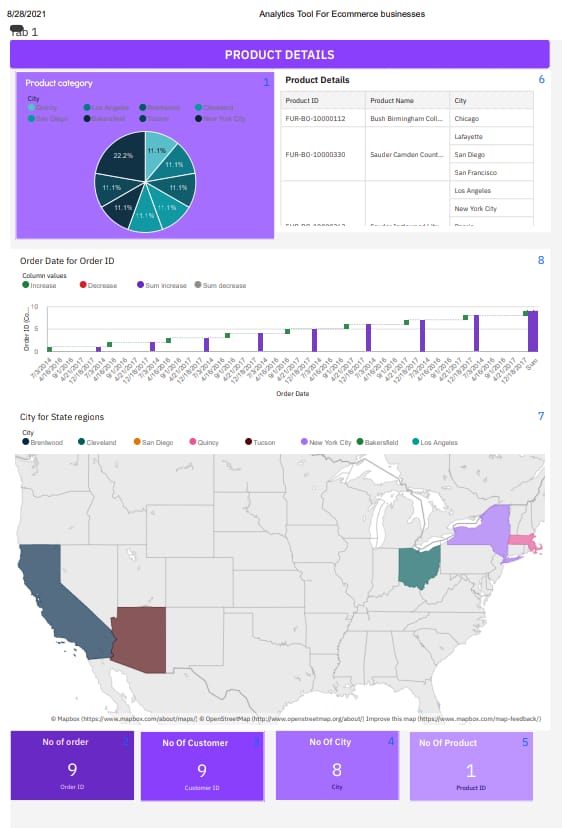 8/28/2021 Analytics Tool For Ecommerce businesses
Tab 1
PRODUCT DETAILS
Product category 1
City
Quincy Los Angeles Brentwood Cleveland
San Diego Bakersfield Tucson New York City
22.2% 11.1%
11.1%
11.1% 11.1%
11.1% 11.1%
11.1% 11.1%
Product Details 6
Product ID Product Name City
FUR-BO-10000112 Bush Birmingham Coll... Chicago
Lafayette
FUR-BO-10000330 Sauder Camden Count... San Diego
San Francisco
Los Angeles
New York City
Order Date for Order ID 8
Column values
Increase Decrease Sum increase Sum decrease
Order ID (Co...
10
5
0
7/3/2014 4/16/2016 9/1/2016 4/21/2017 12/18/2017 7/3/2014 4/16/2016 9/1/2016 4/21/2017 12/18/2017 7/3/2014 4/16/2016 9/1/2016 4/21/2017 12/18/2017 7/3/2014 4/16/2016 9/1/2016 4/21/2017 12/18/2017 7/3/2014 4/16/2016 9/1/2016 4/21/2017 12/18/2017 7/3/2014 4/16/2016 9/1/2016 4/21/2017 12/18/2017 7/3/2014 4/16/2016 9/1/2016 4/21/2017 12/18/2017 7/3/2014 4/16/2016 9/1/2016 4/21/2017 12/18/2017 Sum
Order Date
City for State regions 7
City
Brentwood Cleveland San Diego Quincy Tucson New York City Bakersfield Los Angeles
© Mapbox (https://www.mapbox.com/about/maps/) © OpenStreetMap (http://www.openstreetmap.org/about/) Improve this map (https://www.mapbox.com/map-feedback/)
No of order 2
9
Order ID
No Of Customer 3
9
Customer ID
No Of City 4
8
City
No Of Product 5
1
Product ID